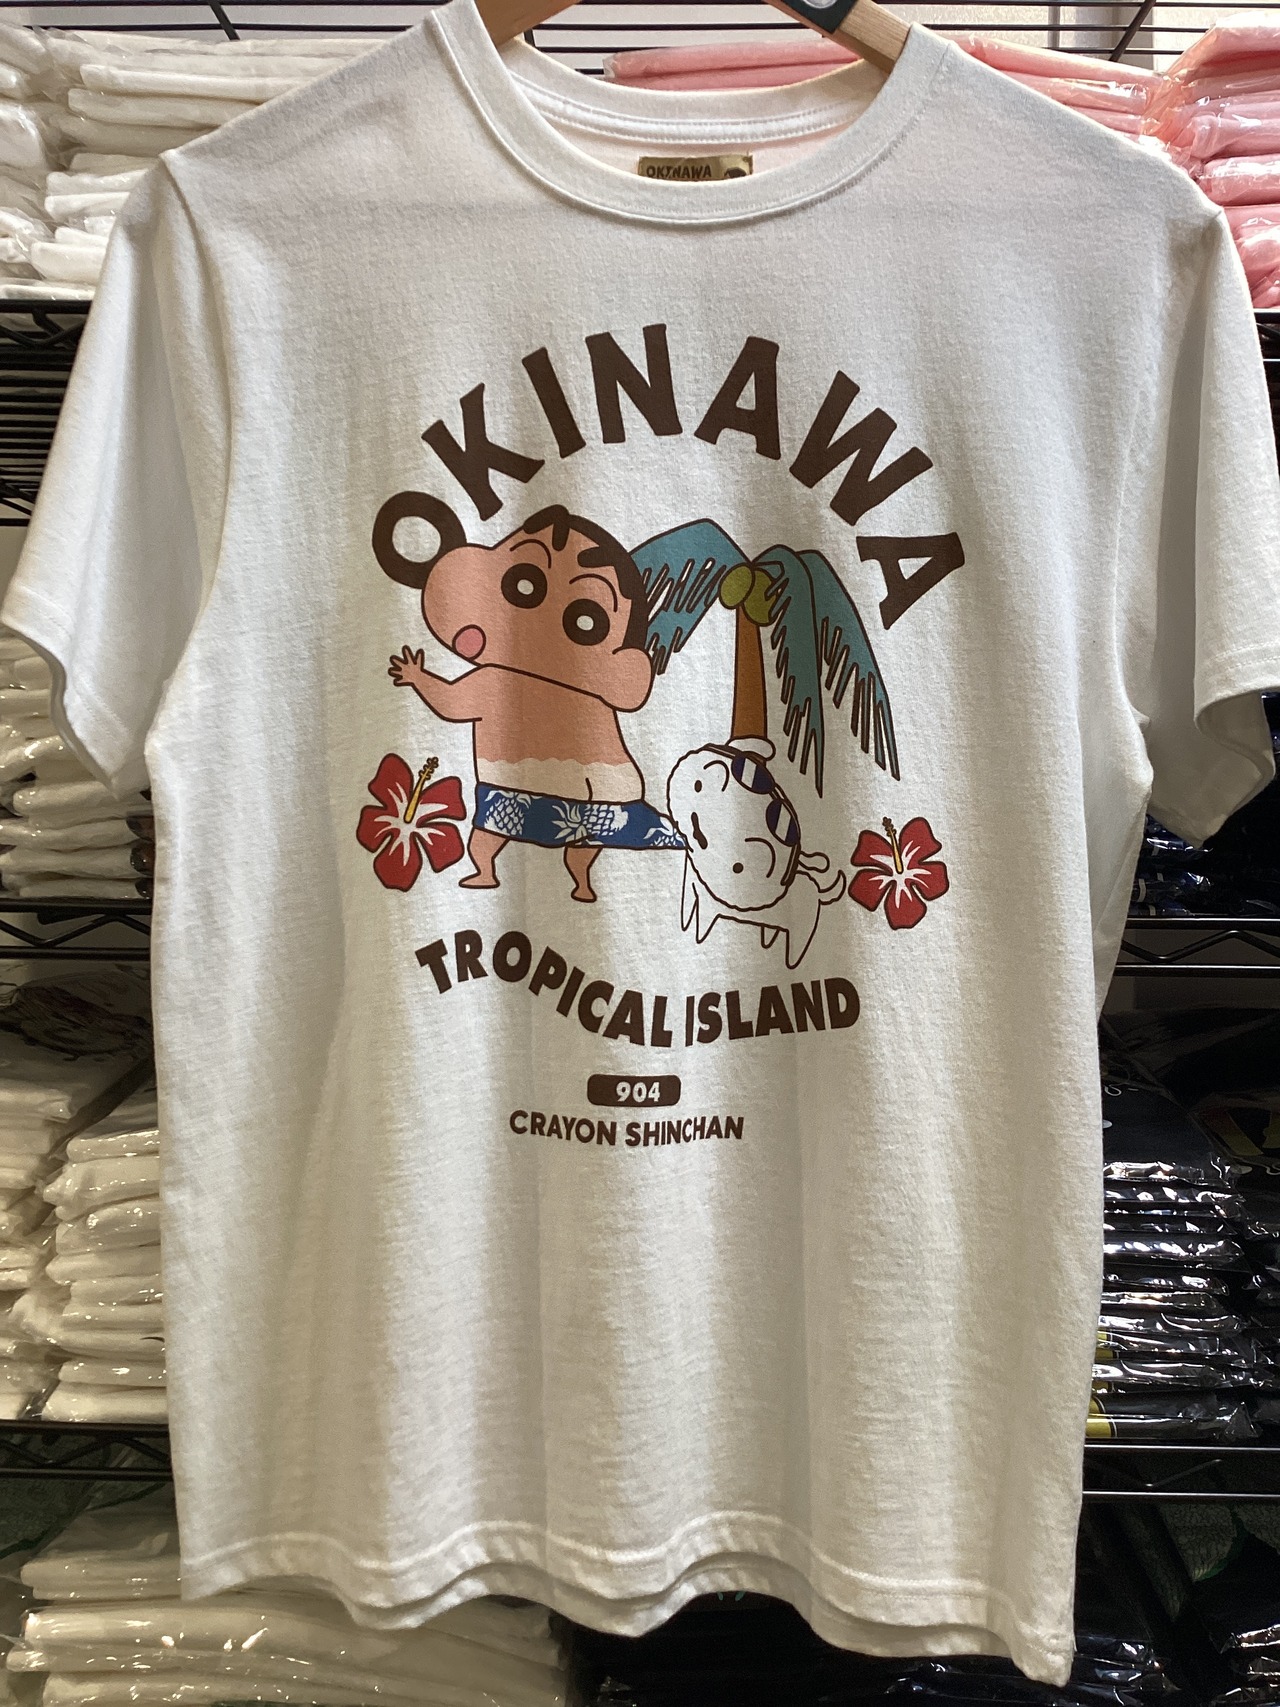 OKINAWA
OKINAWA
TROPICAL ISLAND
904
CRAYON SHINCHAN